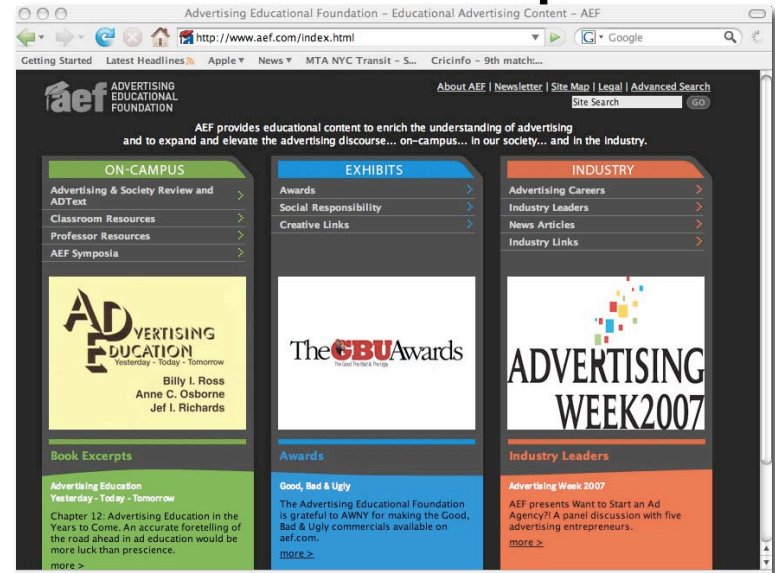 Advertising Educational Foundation – Educational Advertising Content – AEF
http://www.aef.com/index.html
G Google
Getting Started Latest Headlines Apple News MTA NYC Transit – S... Cricinfo – 9th match:...
aef ADVERTISING
EDUCATIONAL
FOUNDATION
About AEF | Newsletter | Site Map | Legal | Advanced Search
Site Search GO
AEF provides educational content to enrich the understanding of advertising
and to expand and elevate the advertising discourse... on-campus... in our society... and in the industry.
ON-CAMPUS
Advertising & Society Review and
ADText
Classroom Resources
Professor Resources
AEF Symposia
ADVERTISING
EDUCATION
Yesterday - Today - Tomorrow
Billy I. Ross
Anne C. Osborne
Jef I. Richards
Book Excerpts
Advertising Education
Yesterday - Today - Tomorrow
Chapter 12: Advertising Education in the
Years to Come. An accurate foretelling of
the road ahead in ad education would be
more luck than prescience.
more >
EXHIBITS
Awards
Social Responsibility
Creative Links
The GBU Awards
The Good The Bad & The Ugly
Awards
Good, Bad & Ugly
The Advertising Educational Foundation
is grateful to AWNY for making the Good,
Bad & Ugly commercials available on
aef.com.
more >
INDUSTRY
Advertising Careers
Industry Leaders
News Articles
Industry Links
ADVERTISING
WEEK2007
Industry Leaders
Advertising Week 2007
AEF presents Want to Start an Ad
Agency?! A panel discussion with five
advertising entrepreneurs.
more >